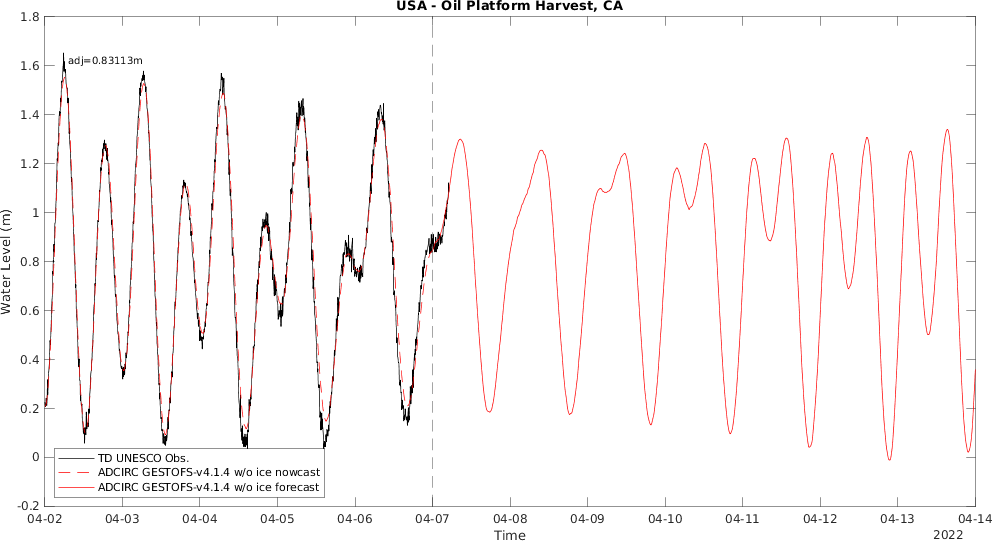 USA - Oil Platform Harvest, CA
1.8
1.6
1.4
1.2
1
0.8
0.6
0.4
0.2
0
-0.2
Water Level (m)
adj=0.83113m
TD UNESCO Obs.
ADCIRC GESTOFS-v4.1.4 w/o ice nowcast
ADCIRC GESTOFS-v4.1.4 w/o ice forecast
04-02 04-03 04-04 04-05 04-06 04-07 04-08 04-09 04-10 04-11 04-12 04-13 04-14
Time
2022